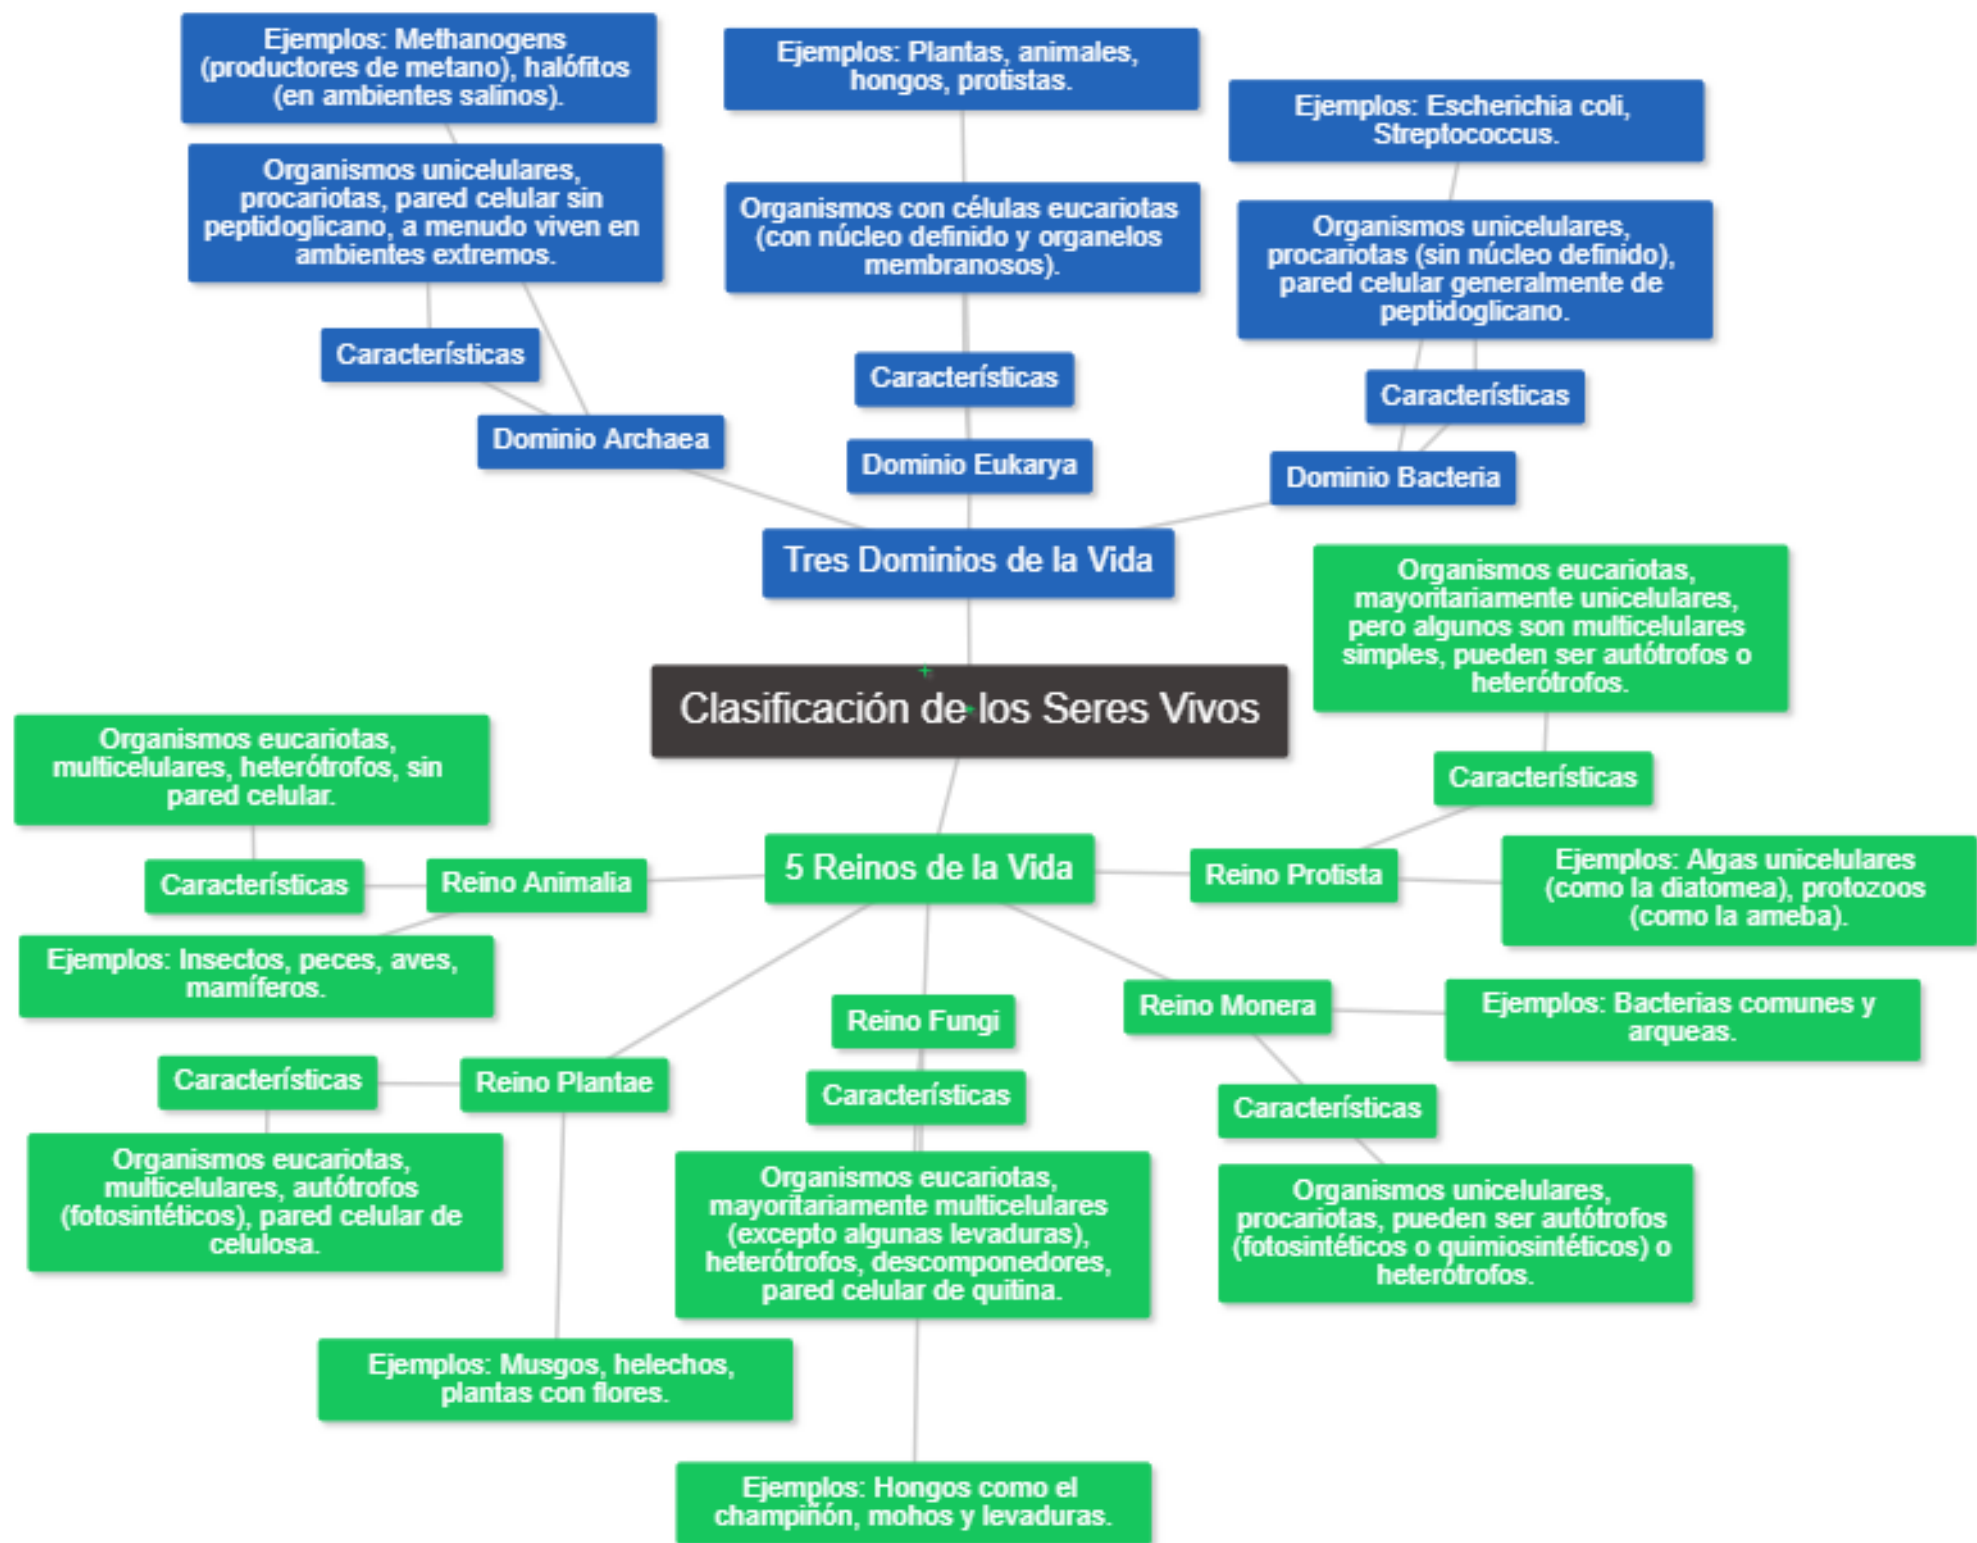 Ejemplos: Methanogens
(productores de metano), halófitos
(en ambientes salinos).
Ejemplos: Plantas, animales,
hongos, protistas.
Ejemplos: Escherichia coli,
Streptococcus.
Organismos unicelulares,
procariotas, pared celular sin
peptidoglicano, a menudo viven en
ambientes extremos.
Organismos con células eucariotas
(con núcleo definido y organelos
membranosos).
Organismos unicelulares,
procariotas (sin núcleo definido),
pared celular generalmente de
peptidoglicano.
Características
Características
Características
Dominio Archaea
Dominio Eukarya
Dominio Bacteria
Tres Dominios de la Vida
Organismos eucariotas,
mayoritariamente unicelulares,
pero algunos son multicelulares
simples, pueden ser autótrofos o
heterótrofos.
Clasificación de los Seres Vivos
Organismos eucariotas,
multicelulares, heterótrofos, sin
pared celular.
Características
5 Reinos de la Vida
Características
Reino Animalia
Reino Protista
Ejemplos: Algas unicelulares
(como la diatomea), protozoos
(como la ameba).
Ejemplos: Insectos, peces, aves,
mamíferos.
Reino Fungi
Reino Monera
Ejemplos: Bacterias comunes y
arqueas.
Características
Reino Plantae
Características
Características
Organismos eucariotas,
multicelulares, autótrofos
(fotosintéticos), pared celular de
celulosa.
Organismos eucariotas,
mayoritariamente multicelulares
(excepto algunas levaduras),
heterótrofos, descomponedores,
pared celular de quitina.
Organismos unicelulares,
procariotas, pueden ser autótrofos
(fotosintéticos o quimiosintéticos) o
heterótrofos.
Ejemplos: Musgos, helechos,
plantas con flores.
Ejemplos: Hongos como el
champiñón, mohos y levaduras.